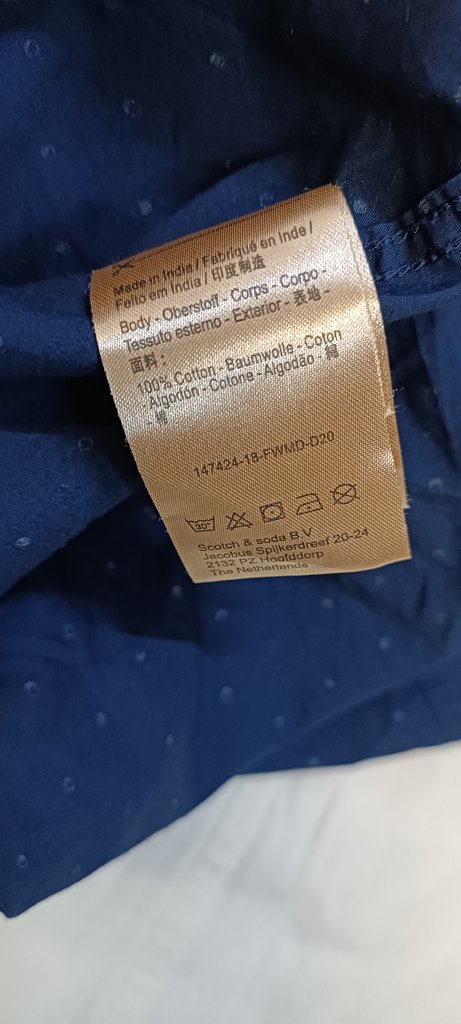 Made in India / Fabriqué en Inde /
Feito em India / 印度制造
Body - Oberstoff - Corps - Corpo -
Tessuto esterno - Exterior - 表地 -
面料:
100% Cotton - Baumwolle - Coton
- Algodón - Cotone - Algodão - 綿
- 棉
147424-18-FWMD-D20
30°
Scotch & soda B.V
Jacobus Spijkerdreef 20-24
2132 PZ Hoofddorp
The Netherlands